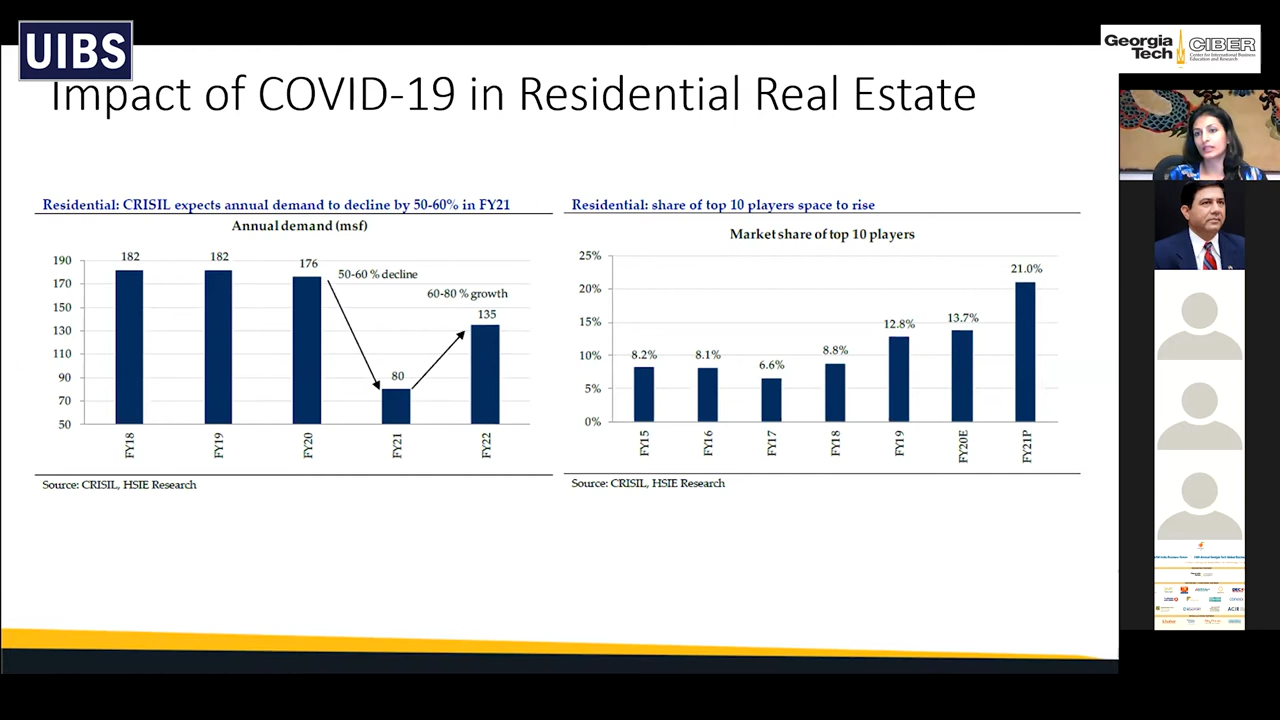 UIBS
Georgia Tech
CIBER
Center for International Business Education and Research
Impact of COVID-19 in Residential Real Estate
Residential: CRISIL expects annual demand to decline by 50-60% in FY21
Annual demand (msf)
190
170
150
130
110
90
70
50
182
182
176
80
135
50-60 % decline
60-80 % growth
FY18
FY19
FY20
FY21
FY22
Source: CRISIL, HSIE Research
Residential: share of top 10 players space to rise
Market share of top 10 players
25%
20%
15%
10%
5%
0%
8.2%
8.1%
6.6%
8.8%
12.8%
13.7%
21.0%
FY15
FY16
FY17
FY18
FY19
FY20E
FY21P
Source: CRISIL, HSIE Research